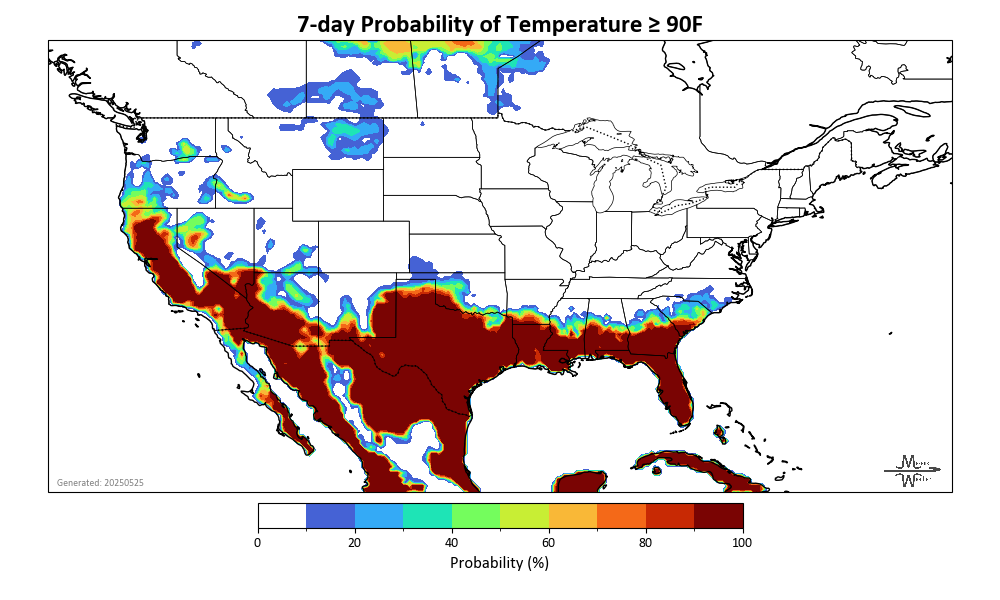 7-day Probability of Temperature ≥ 90F
Generated: 20250525
0 20 40 60 80 100
Probability (%)